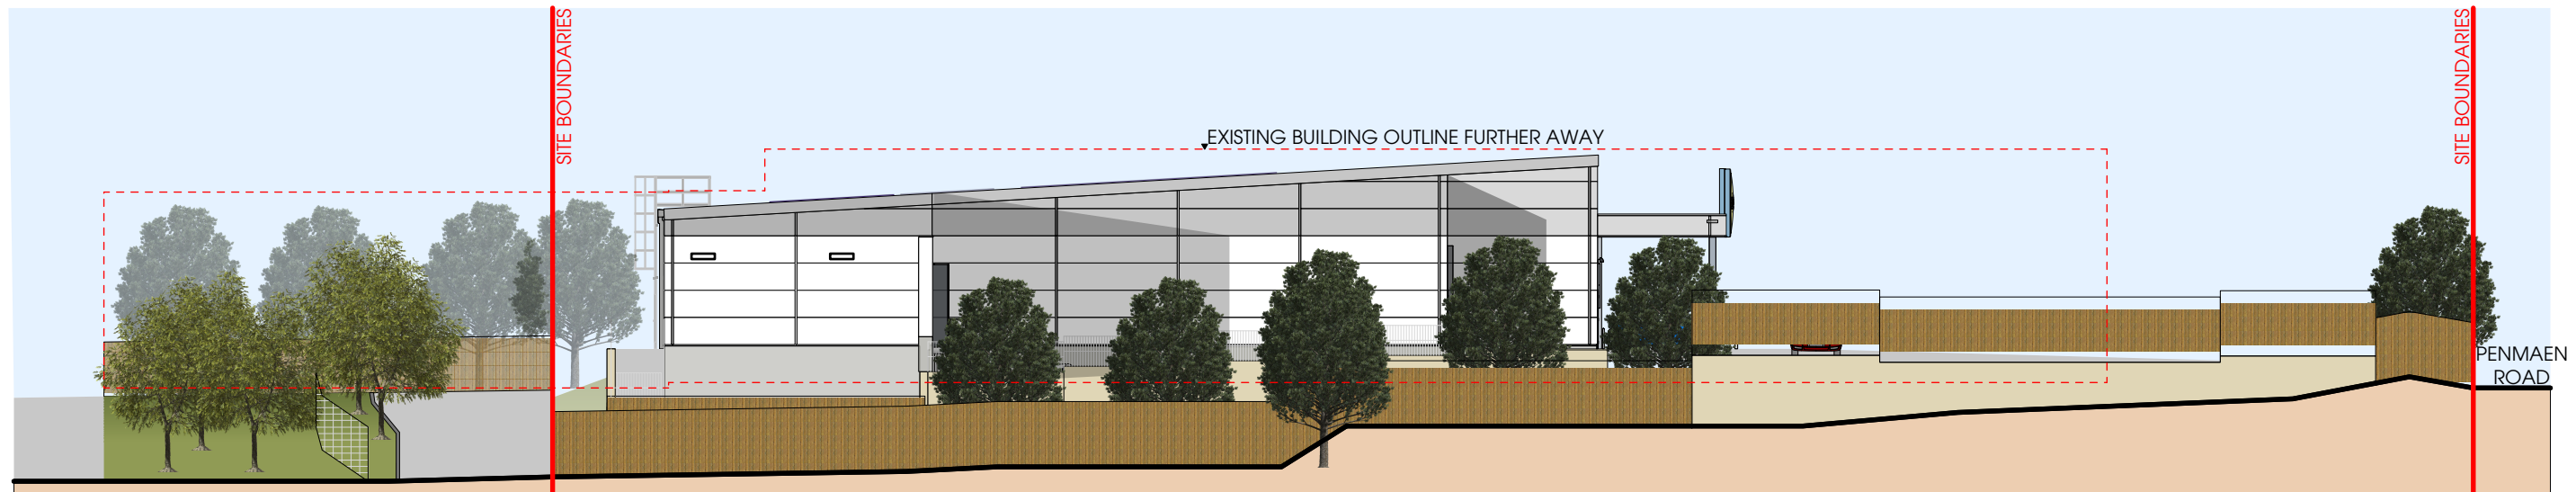 SITE BOUNDARIES
EXISTING BUILDING OUTLINE FURTHER AWAY
SITE BOUNDARIES
PENMAEN
ROAD